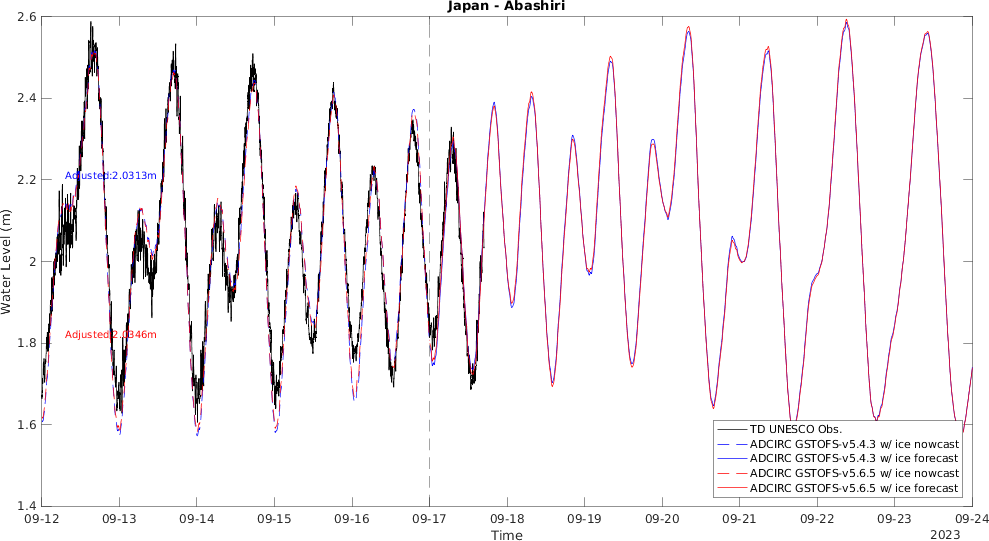 Japan - Abashiri
2.6
2.4
2.2
2
1.8
1.6
1.4
Water Level (m)
Adjusted:2.0313m
Adjusted:2.0346m
TD UNESCO Obs.
ADCIRC GSTOFS-v5.4.3 w/ ice nowcast
ADCIRC GSTOFS-v5.4.3 w/ ice forecast
ADCIRC GSTOFS-v5.6.5 w/ ice nowcast
ADCIRC GSTOFS-v5.6.5 w/ ice forecast
09-12 09-13 09-14 09-15 09-16 09-17 09-18 09-19 09-20 09-21 09-22 09-23 09-24
Time
2023